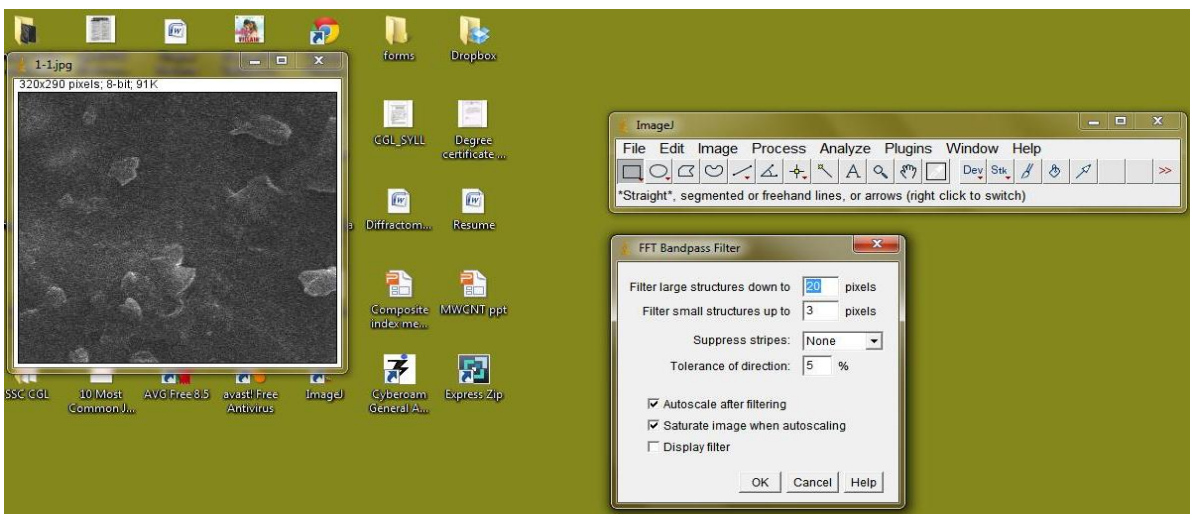 1-1.jpg
320x290 pixels; 8-bit; 91K
forms
Dropbox
CGL_SYLL
Degree
certificate ...
Diffractom...
Resume
Composite
index me...
MWCNT ppt
SSC CGL
10 Most
Common J...
AVG Free 8.5
avast! Free
Antivirus
ImageJ
Cyberoam
General A...
Express Zip
ImageJ
File Edit Image Process Analyze Plugins Window Help
A Dev Stk >>
*Straight*, segmented or freehand lines, or arrows (right click to switch)
FFT Bandpass Filter
Filter large structures down to 20 pixels
Filter small structures up to 3 pixels
Suppress stripes: None
Tolerance of direction: 5 %
Autoscale after filtering
Saturate image when autoscaling
Display filter
OK Cancel Help